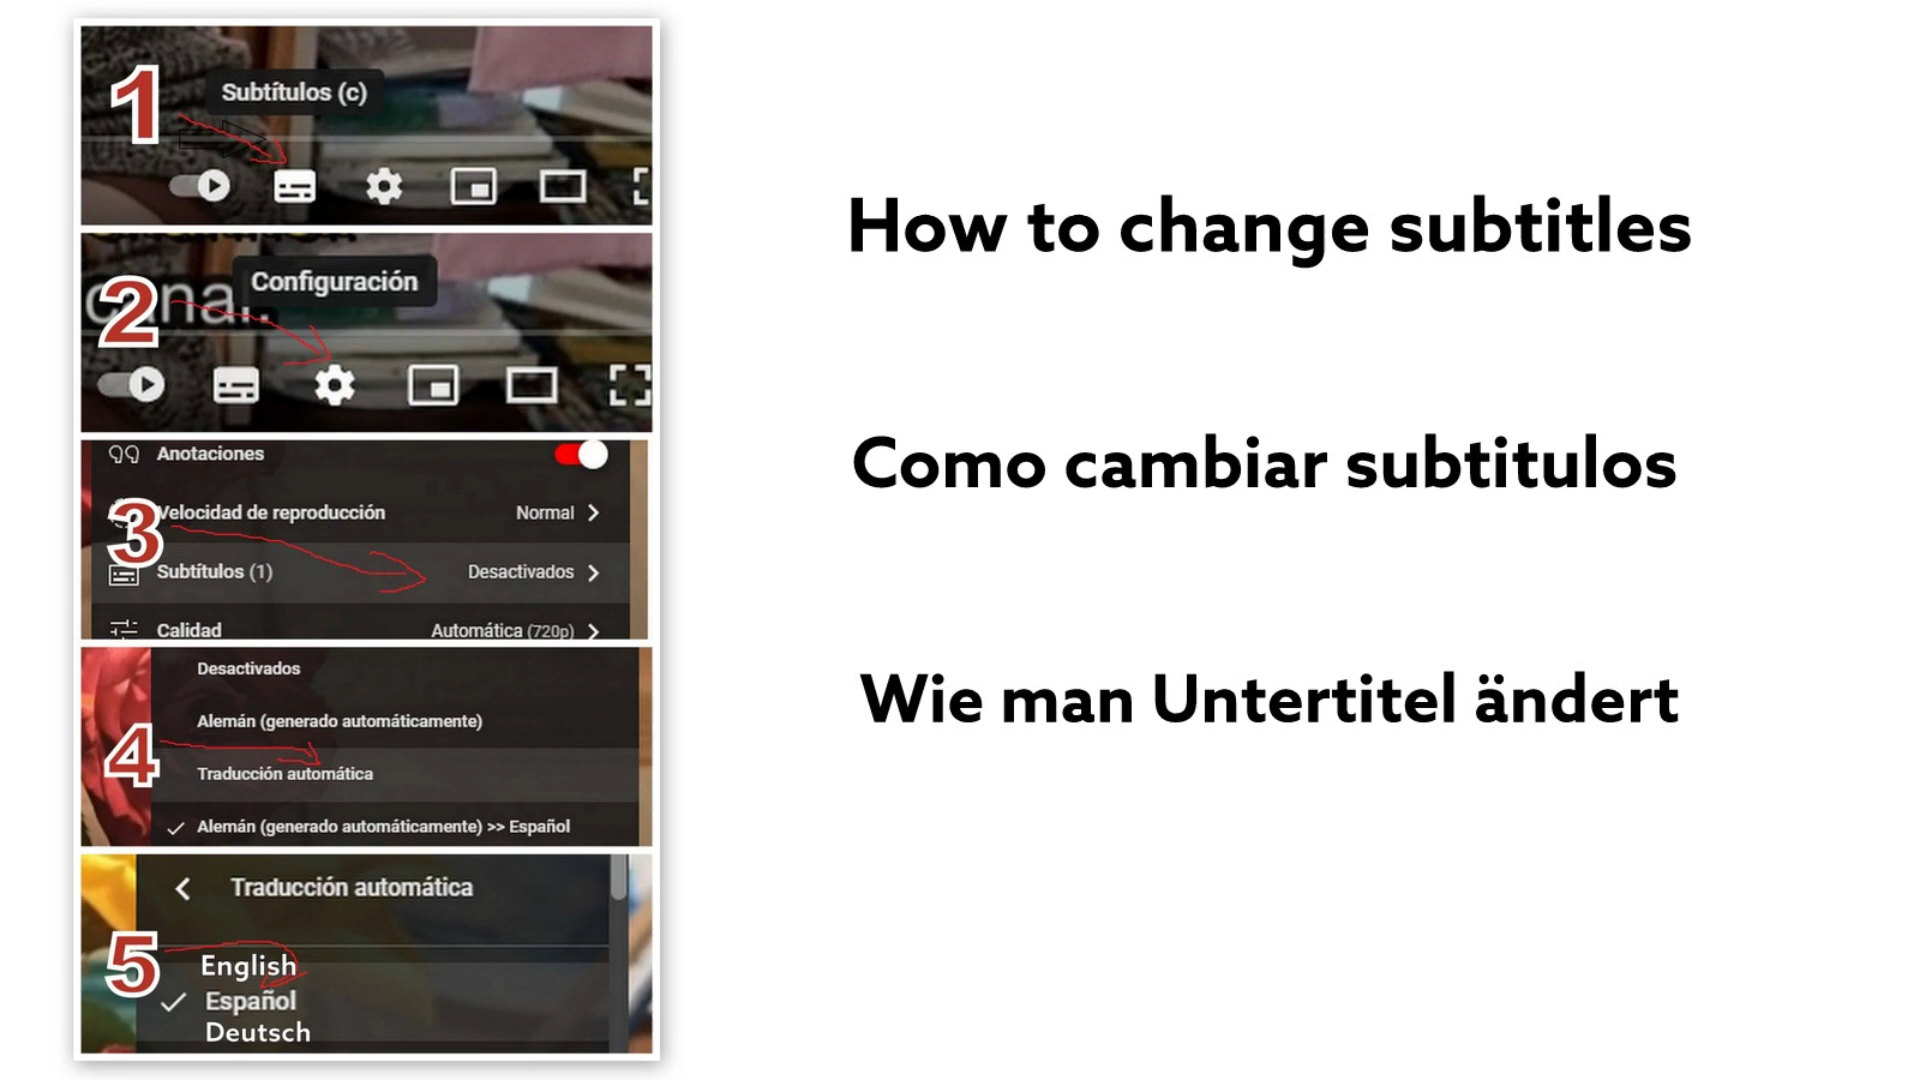 1
Subtítulos (c)
2
Configuración
canal.
Anotaciones
Velocidad de reproducción Normal
3
Subtítulos (1) Desactivados
Calidad Automática (720p)
Desactivados
Alemán (generado automáticamente)
4
Traducción automática
Alemán (generado automáticamente) >> Español
Traducción automática
5
English
Español
Deutsch
How to change subtitles
Como cambiar subtitulos
Wie man Untertitel ändert